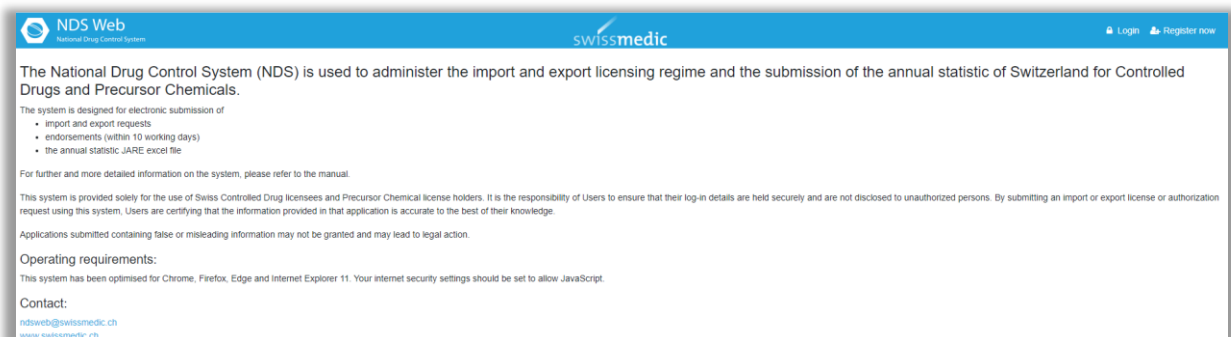 NDS Web
National Drug Control System
swissmedic
Login Register now
The National Drug Control System (NDS) is used to administer the import and export licensing regime and the submission of the annual statistic of Switzerland for Controlled
Drugs and Precursor Chemicals.
The system is designed for electronic submission of
• import and export requests
• endorsements (within 10 working days)
• the annual statistic JARE excel file
For further and more detailed information on the system, please refer to the manual.
This system is provided solely for the use of Swiss Controlled Drug licensees and Precursor Chemical license holders. It is the responsibility of Users to ensure that their log-in details are held securely and are not disclosed to unauthorized persons. By submitting an import or export license or authorization
request using this system, Users are certifying that the information provided in that application is accurate to the best of their knowledge.
Applications submitted containing false or misleading information may not be granted and may lead to legal action.
Operating requirements:
This system has been optimised for Chrome, Firefox, Edge and Internet Explorer 11. Your internet security settings should be set to allow JavaScript.
Contact:
ndsweb@swissmedic.ch
www.swissmedic.ch